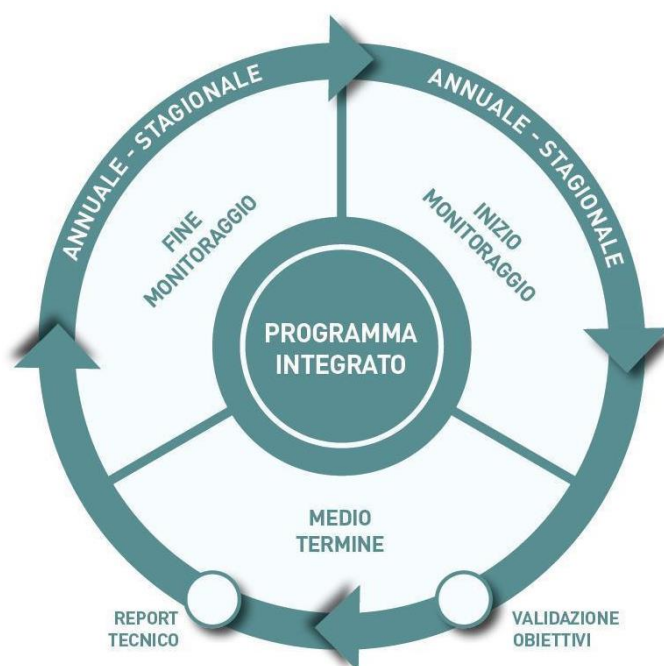 ANNUALE - STAGIONALE
ANNUALE - STAGIONALE
FINE
MONITORAGGIO
INIZIO
MONITORAGGIO
PROGRAMMA
INTEGRATO
MEDIO
TERMINE
REPORT
TECNICO
VALIDAZIONE
OBIETTIVI